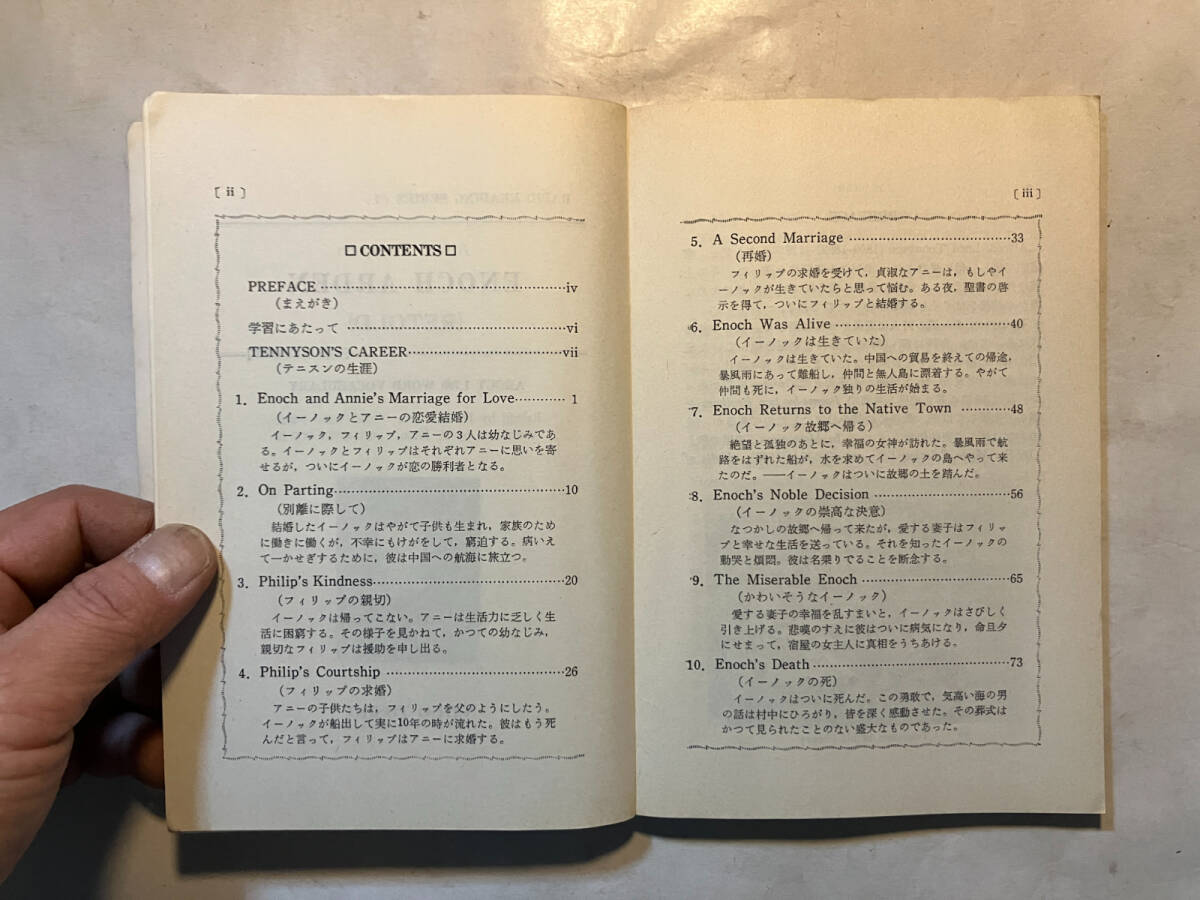 [ ii ]
□ CONTENTS □
PREFACE ………………………………iv
(まえがき)
学習にあたって ………………………………vi
TENNYSON'S CAREER………………………vii
(テニスンの生涯)
1. Enoch and Annie's Marriage for Love………… 1
(イーノックとアニーの恋愛結婚)
イーノック,フィリップ,アニーの3人は幼なじみであ
る。イーノックとフィリップはそれぞれアニーに思いを寄
せるが,ついにイーノックが恋の勝利者となる。
2. On Parting………………………………10
(別離に際して)
結婚したイーノックはやがて子供も生まれ,家族のため
に働きに働くが,不幸にもけがをして,窮迫する。病いえ
て一かせぎするために,彼は中国への航海に旅立つ。
3. Philip's Kindness………………………………20
(フィリップの親切)
イーノックは帰ってこない。アニーは生活力に乏しく生
活に困窮する。その様子を見かねて,かつての幼なじみ,
親切なフィリップは援助を申し出る。
4. Philip's Courtship ………………………………26
(フィリップの求婚)
アニーの子供たちは,フィリップを父のようにしたう。
イーノックが船出して実に10年の時が流れた。彼はもう死
んだと言って,フィリップはアニーに求婚する。
[ iii ]
5. A Second Marriage ………………………………33
(再婚)
フィリップの求婚を受けて,貞淑なアニーは,もしやイ
ーノックが生きていたらと思って悩む。ある夜,聖書の啓
示を得て,ついにフィリップと結婚する。
6. Enoch Was Alive ………………………………40
(イーノックは生きていた)
イーノックは生きていた。中国への貿易を終えての帰途,
暴風雨にあって離船し,仲間と無人島に漂着する。やがて
仲間も死に,イーノック独りの生活が始まる。
7. Enoch Returns to the Native Town …………48
(イーノック故郷へ帰る)
絶望と孤独のあとに,幸福の女神が訪れた。暴風雨で航
路をはずれた船が,水を求めてイーノックの島へやって来
たのだ。――イーノックはついに故郷の土を踏んだ。
8. Enoch's Noble Decision ………………………56
(イーノックの崇高な決意)
なつかしの故郷へ帰って来たが,愛する妻子はフィリッ
プと幸せな生活を送っている。それを知ったイーノックの
慟哭と煩悶。彼は名乗りでることを断念する。
9. The Miserable Enoch ………………………65
(かわいそうなイーノック)
愛する妻子の幸福を乱すまいと,イーノックはさびしく
引き上げる。悲嘆のすえに彼はついに病気になり,命旦夕
にせまって,宿屋の女主人に真相をうちあける。
10. Enoch's Death ………………………………73
(イーノックの死)
イーノックはついに死んだ。この勇敢で,気高い海の男
の話は村中にひろがり,皆を深く感動させた。その葬式は
かつて見られたことのない盛大なものであった。